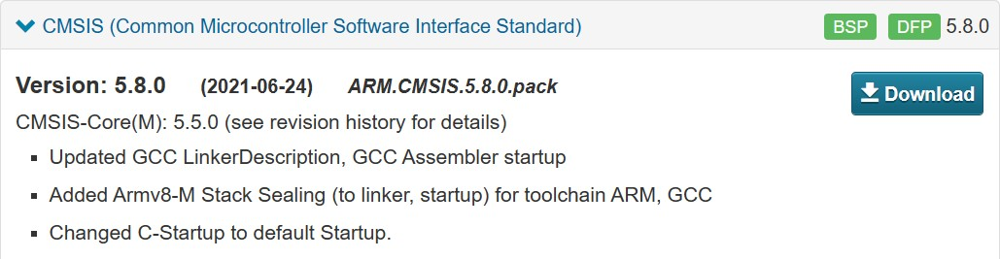 CMSIS (Common Microcontroller Software Interface Standard) BSP DFP 5.8.0
Version: 5.8.0 (2021-06-24) ARM.CMSIS.5.8.0.pack Download
CMSIS-Core(M): 5.5.0 (see revision history for details)
▪ Updated GCC LinkerDescription, GCC Assembler startup
▪ Added Armv8-M Stack Sealing (to linker, startup) for toolchain ARM, GCC
▪ Changed C-Startup to default Startup.